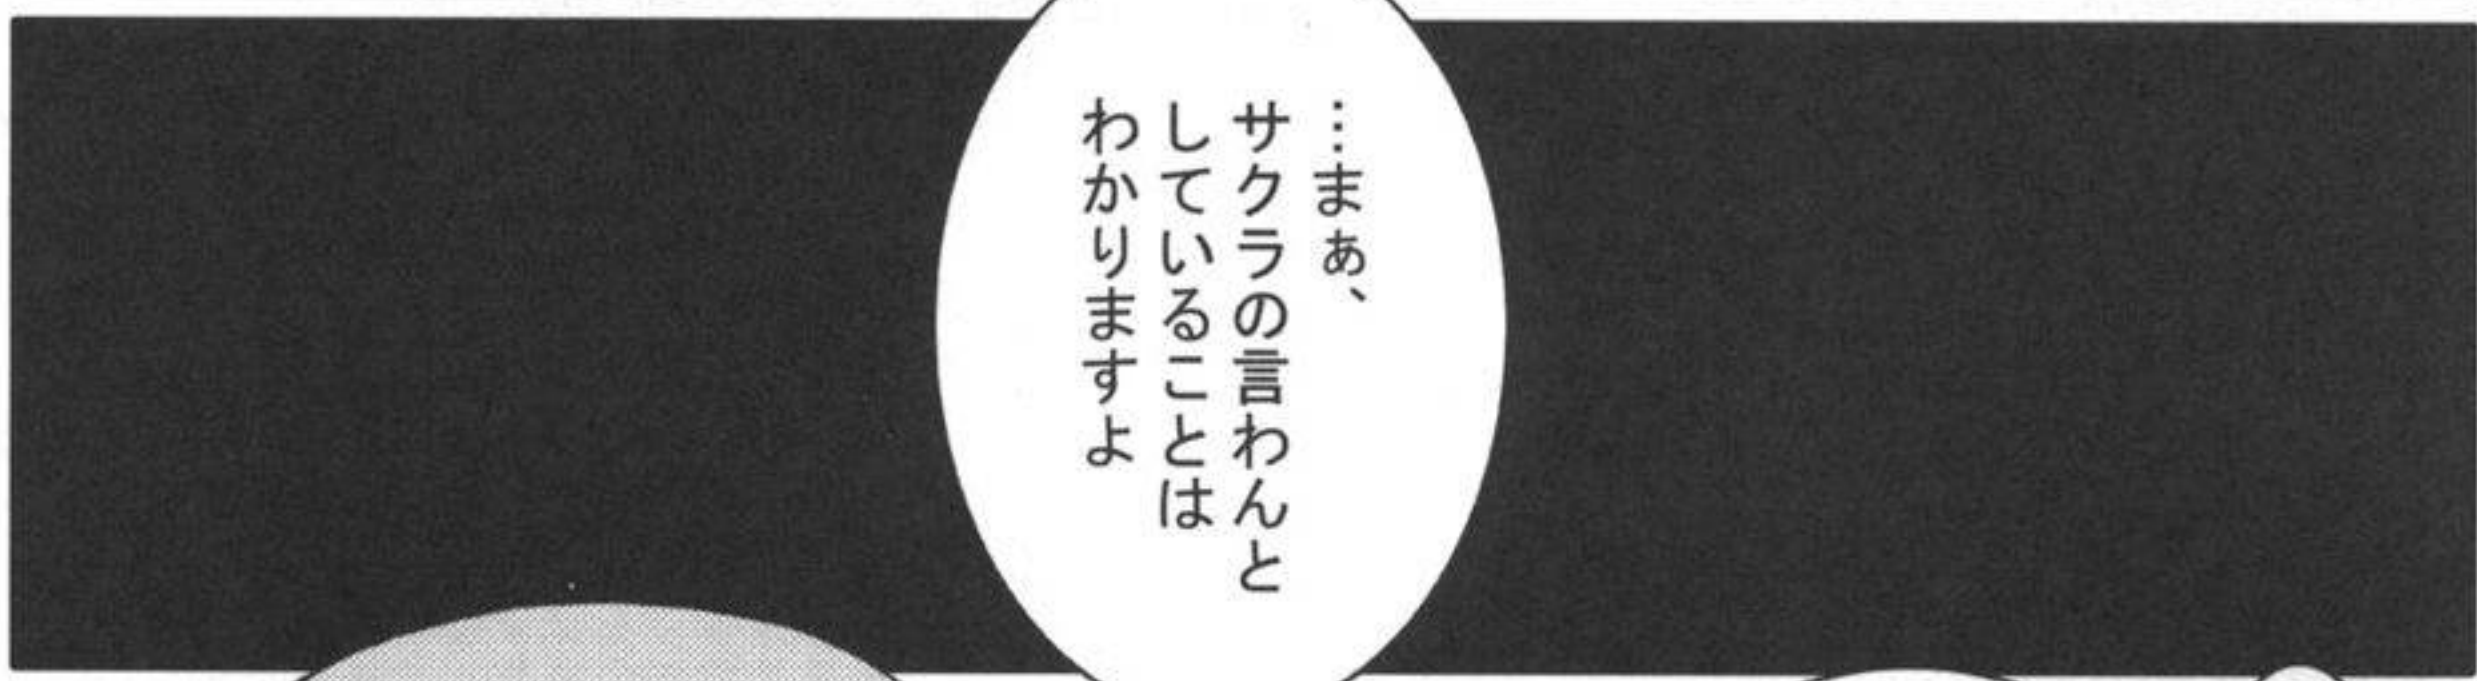 …まぁ、
サクラの言わんと
していることは
わかりますよ